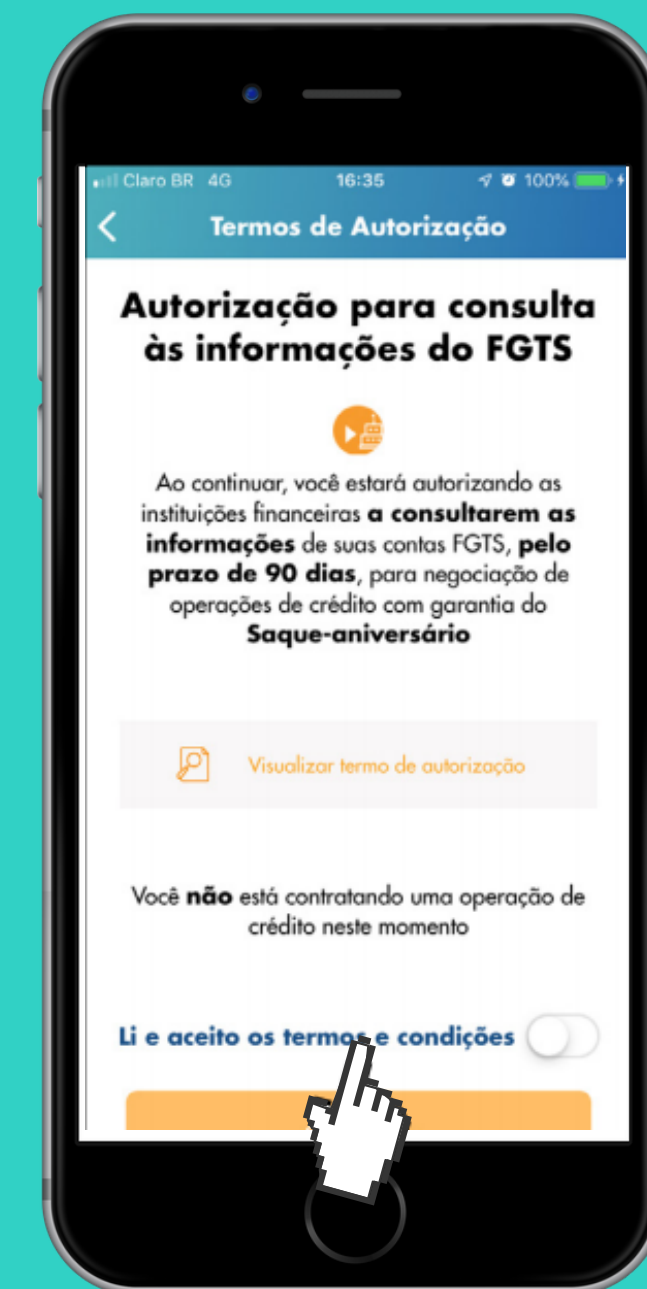 Claro BR 4G 16:35 100%
Termos de Autorização
Autorização para consulta
às informações do FGTS
Ao continuar, você estará autorizando as
instituições financeiras a consultarem as
informações de suas contas FGTS, pelo
prazo de 90 dias, para negociação de
operações de crédito com garantia do
Saque-aniversário
Visualizar termo de autorização
Você não está contratando uma operação de
crédito neste momento
Li e aceito os termos e condições